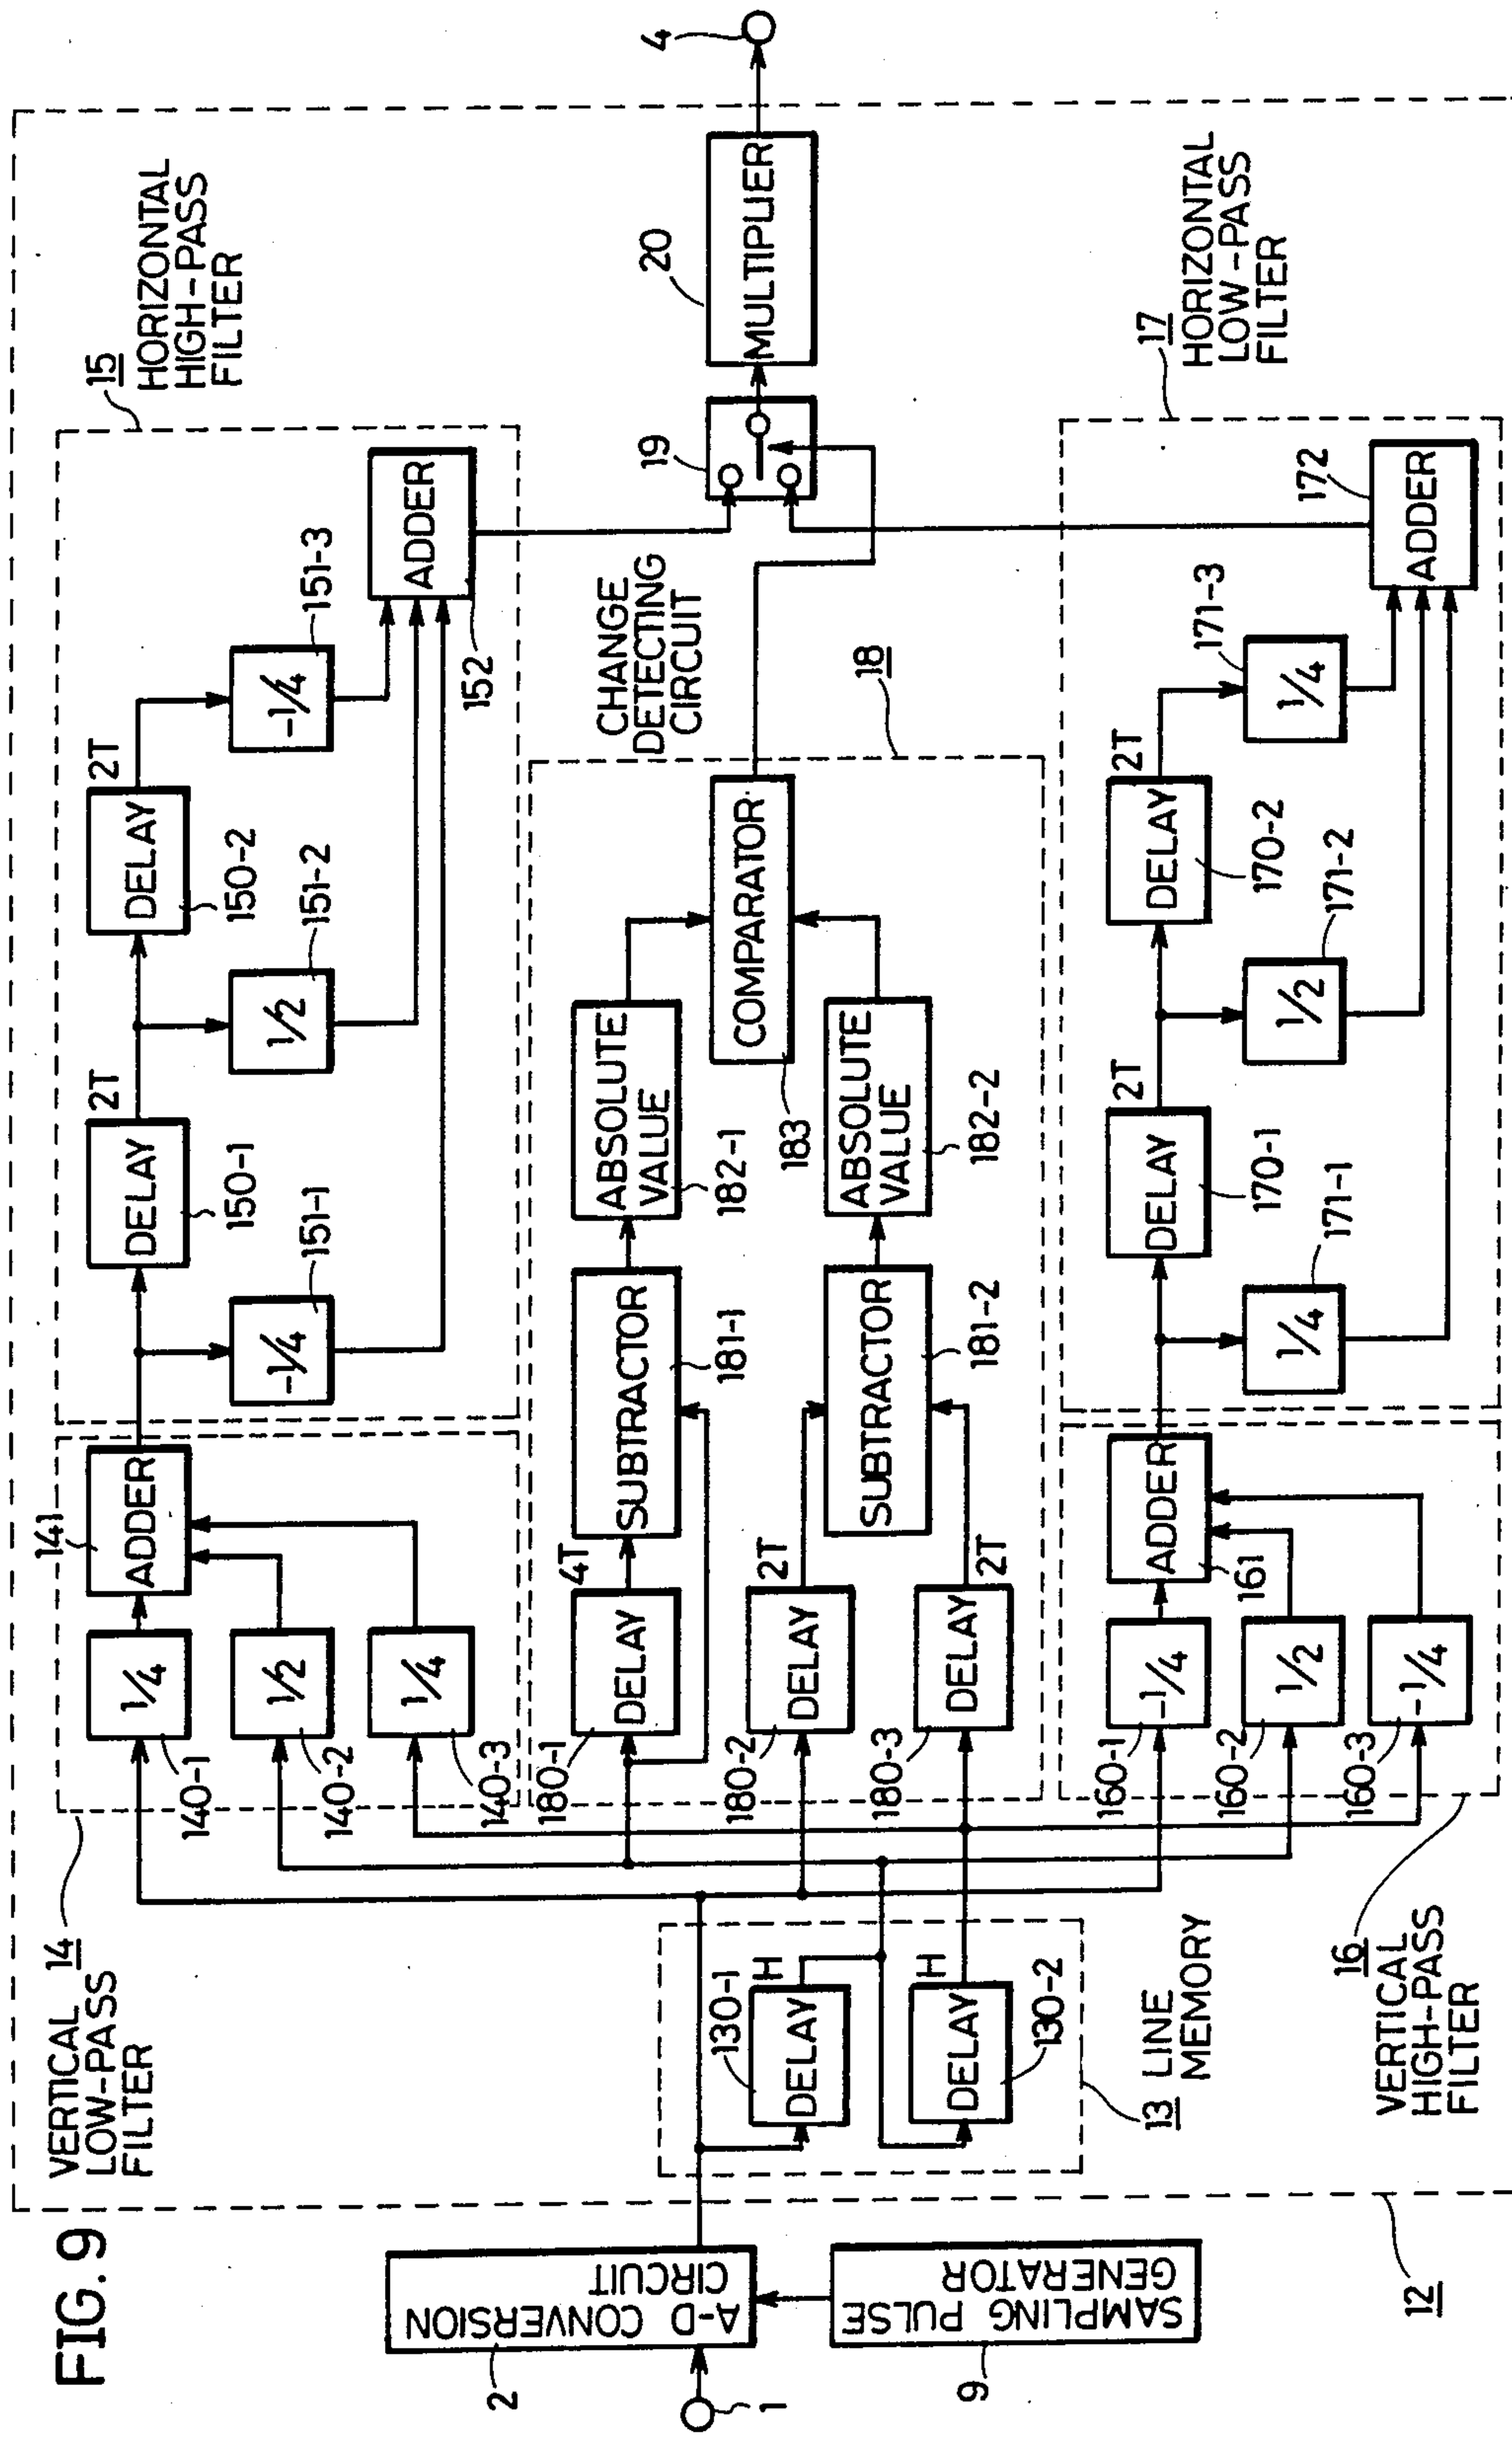 FIG. 9
1
2
A-D CONVERSION
CIRCUIT
9
SAMPLING PULSE
GENERATOR
12
13 LINE
MEMORY
130-1
DELAY
H
130-2
DELAY
H
VERTICAL 14
LOW-PASS
FILTER
140-1
1/4
140-2
1/2
140-3
1/4
141
ADDER
15
HORIZONTAL
HIGH-PASS
FILTER
DELAY
2T
150-1
DELAY
2T
150-2
-1/4
151-1
1/2
151-2
-1/4
151-3
ADDER
152
CHANGE
DETECTING
CIRCUIT
18
180-1
DELAY
4T
180-2
DELAY
2T
180-3
DELAY
2T
SUBTRACTOR
181-1
SUBTRACTOR
181-2
ABSOLUTE
VALUE
182-1
ABSOLUTE
VALUE
182-2
COMPARATOR
183
16
VERTICAL
HIGH-PASS
FILTER
160-1
-1/4
160-2
1/2
160-3
-1/4
ADDER
161
17
HORIZONTAL
LOW-PASS
FILTER
DELAY
2T
170-1
DELAY
2T
170-2
1/4
171-1
1/2
171-2
1/4
171-3
172
ADDER
19
20
MULTIPLIER
4